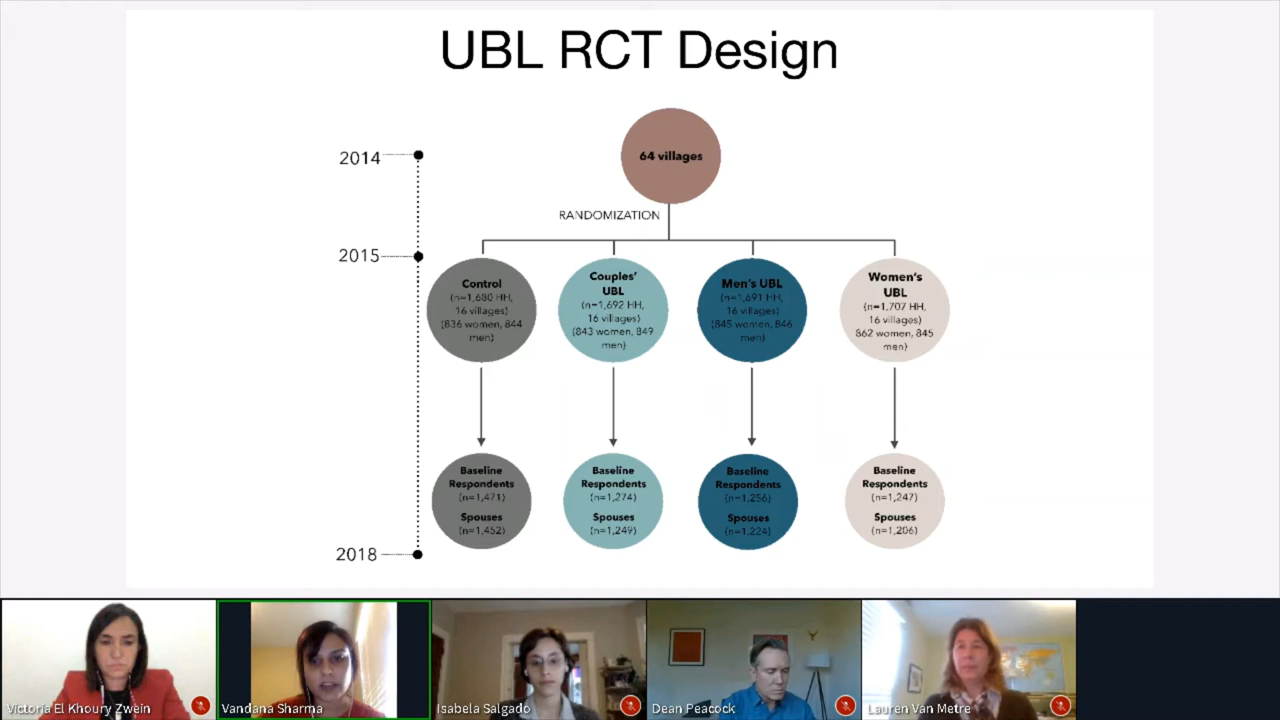 UBL RCT Design
2014
64 villages
RANDOMIZATION
2015
Control
(n=1,680 HH,
16 villages)
(836 women, 844
men)
Couples'
UBL
(n=1,692 HH,
16 villages)
(843 women, 849
men)
Men's UBL
(n=1,691 HH,
16 villages)
(845 women, 846
men)
Women's
UBL
(n=1,707 HH,
16 villages)
862 women, 845
men)
Baseline
Respondents
(n=1,471)
Spouses
(n=1,452)
Baseline
Respondents
(n=1,274)
Spouses
(n=1,249)
Baseline
Respondents
(n=1,256)
Spouses
(n=1,224)
Baseline
Respondents
(n=1,247)
Spouses
(n=1,206)
2018
Victoria El Khoury Zwein
Vandana Sharma
Isabela Salgado
Dean Peacock
Lauren Van Metre